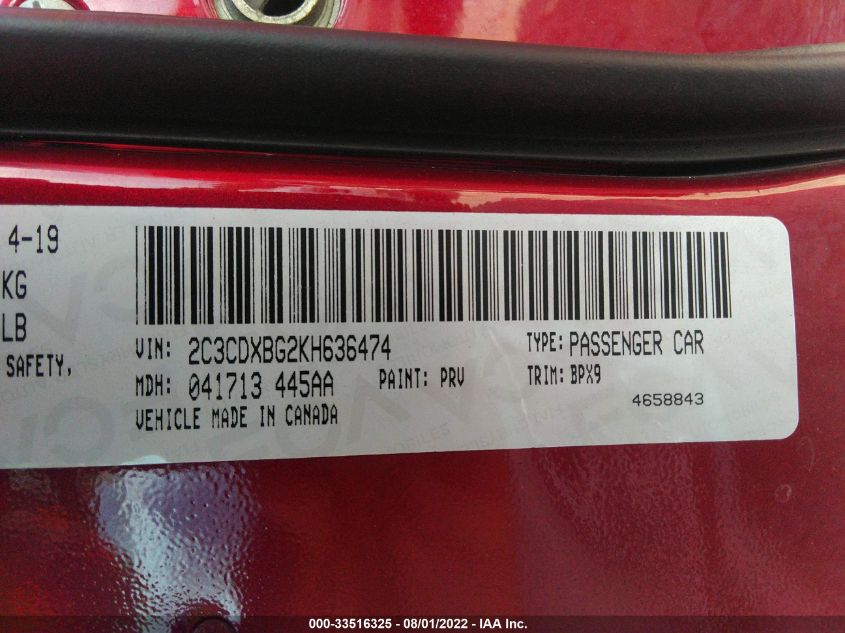 4-19
KG
LB
SAFETY,
VIN: 2C3CDXBG2KH636474
TYPE: PASSENGER CAR
MDH: 041713 445AA
PAINT: PRV
TRIM: BPX9
VEHICLE MADE IN CANADA
4658843
000-33516325 - 08/01/2022 - IAA Inc.